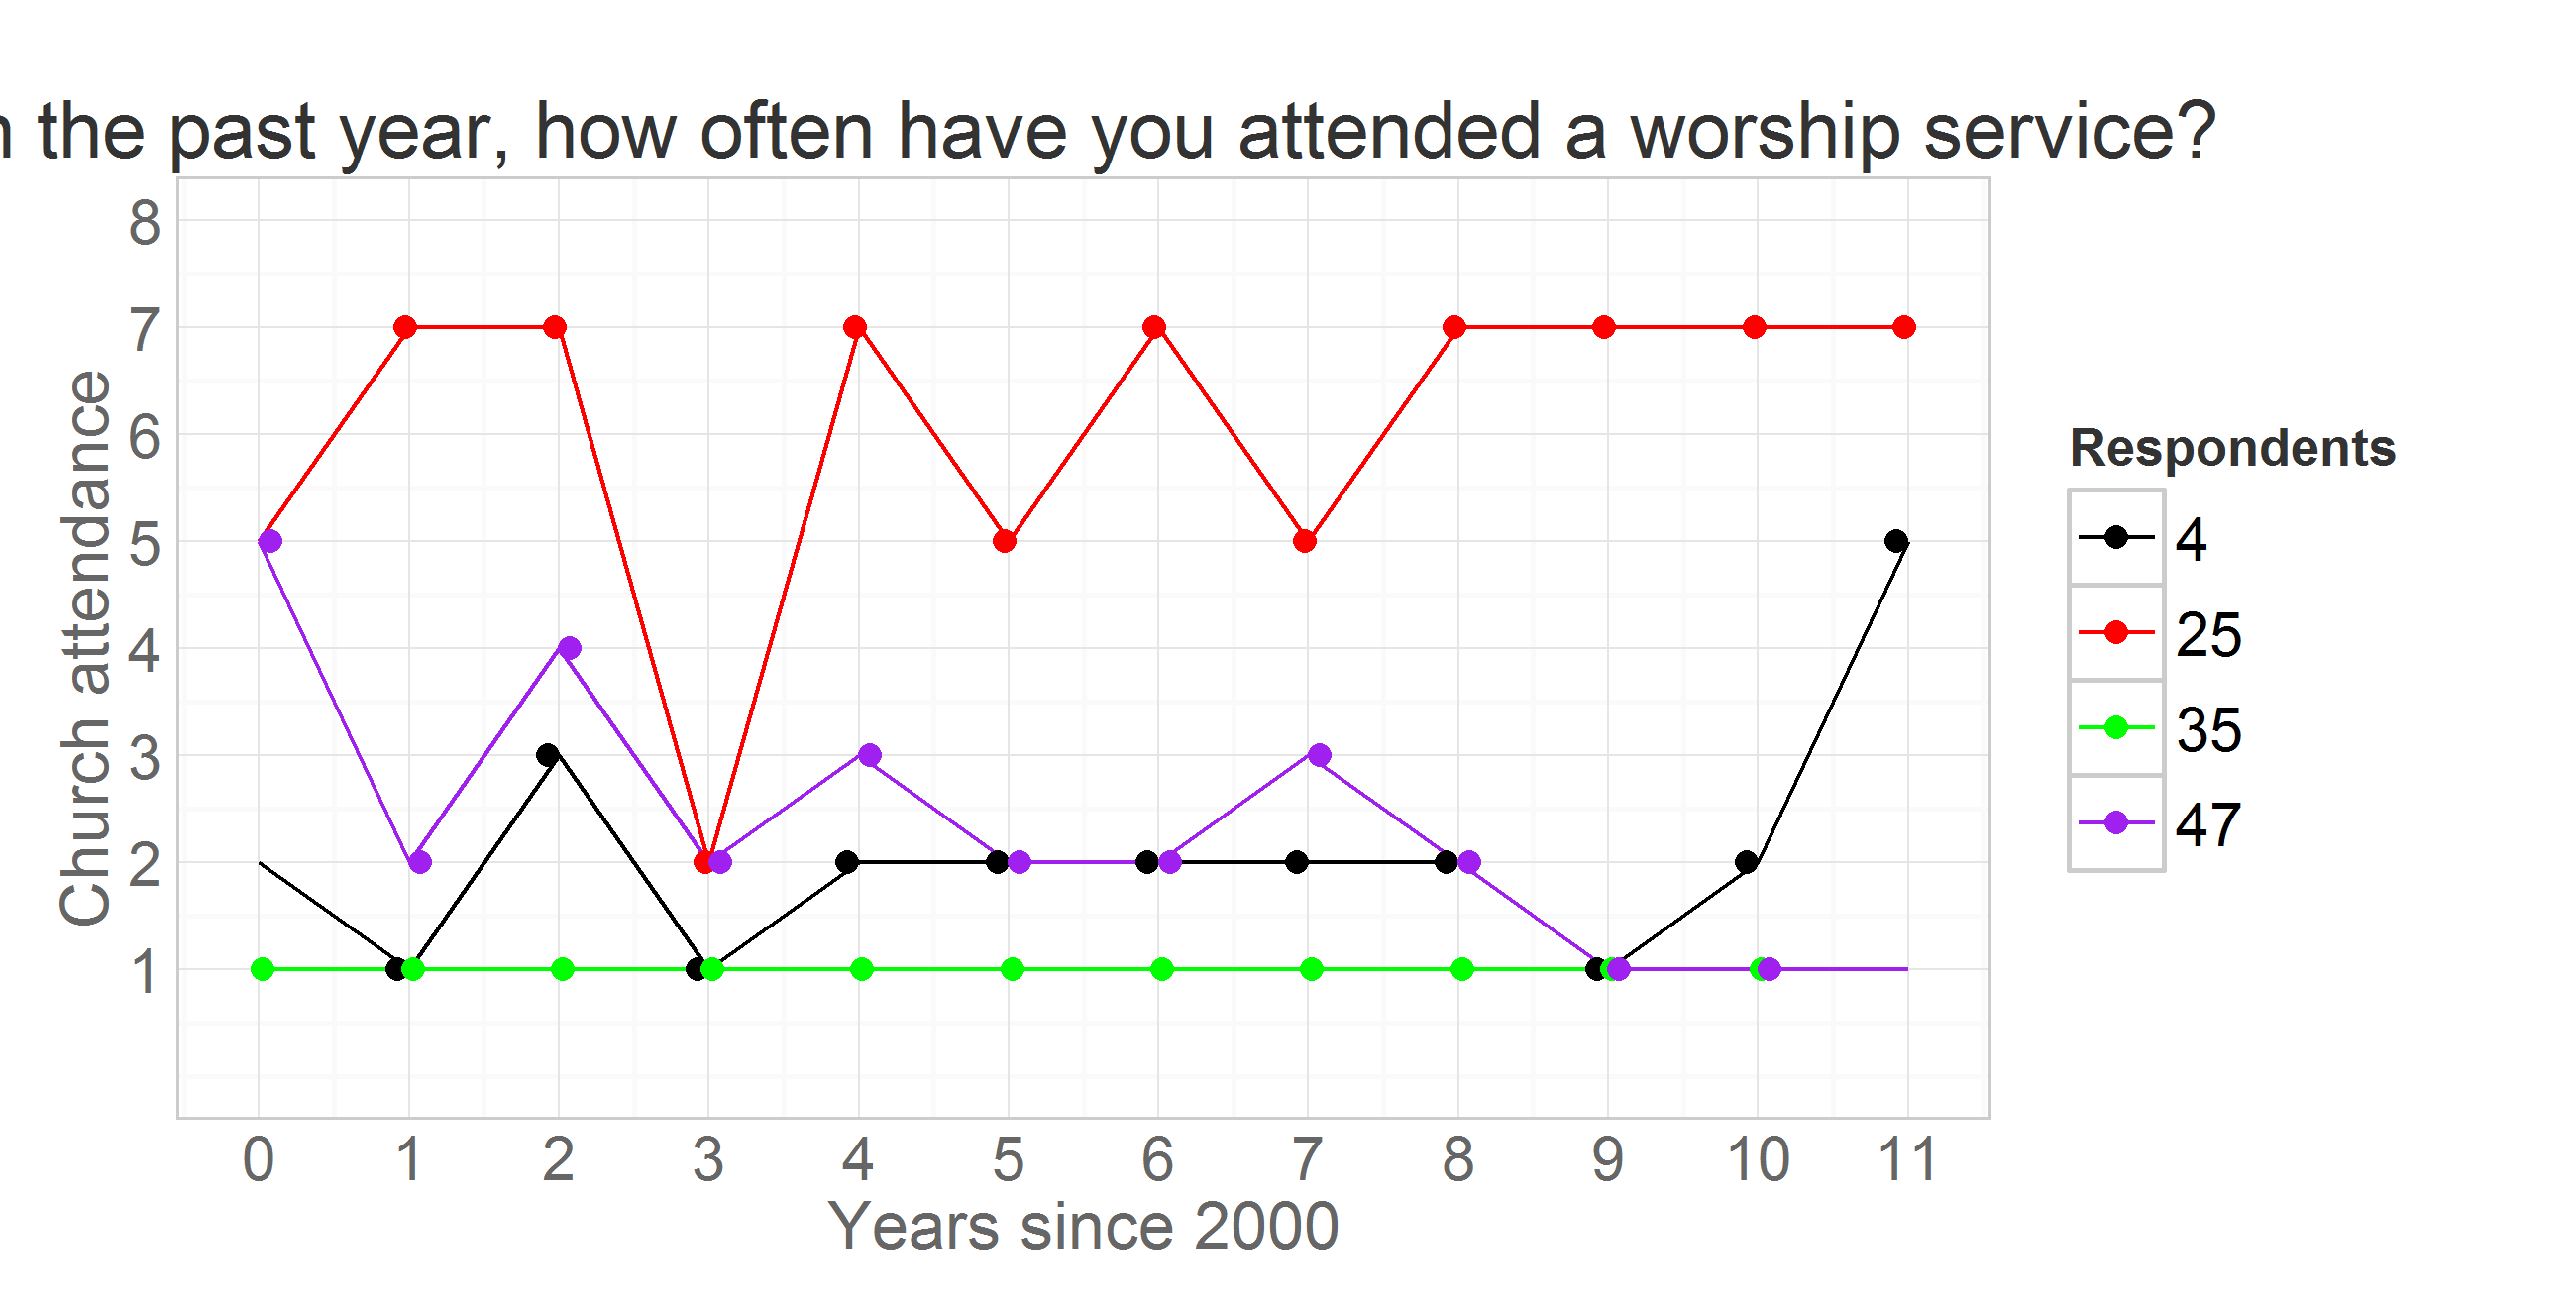 the past year, how often have you attended a worship service?
Church attendance
8
7
6
5
4
3
2
1
0 1 2 3 4 5 6 7 8 9 10 11
Years since 2000
Respondents
4
25
35
47